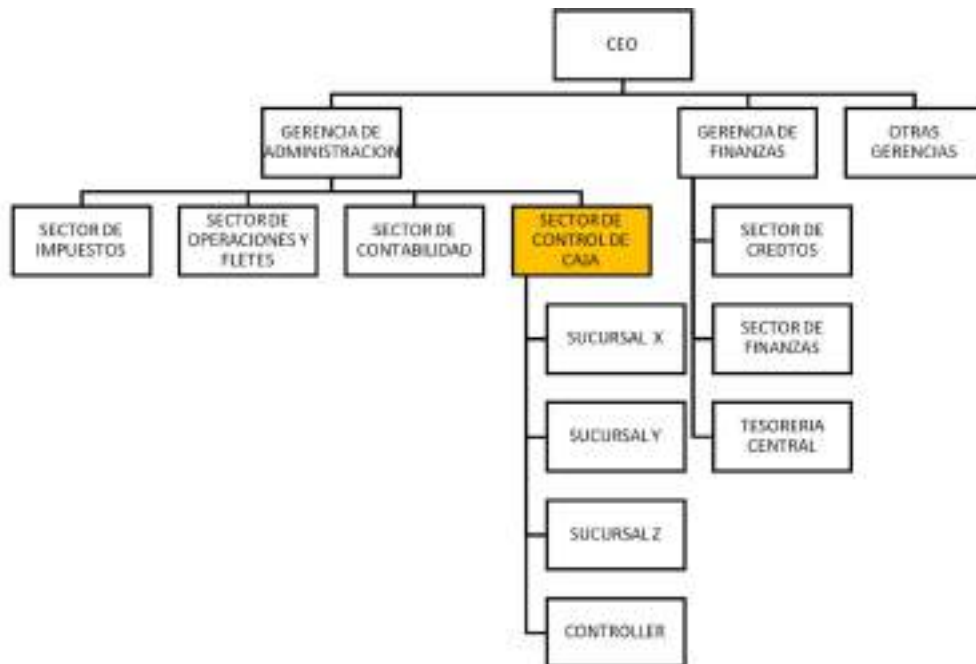 CEO
GERENCIA DE
ADMINISTRACION
GERENCIA DE
FINANZAS
OTRAS
GERENCIAS
SECTOR DE
IMPUESTOS
SECTOR DE
OPERACIONES Y
FLETES
SECTOR DE
CONTABILIDAD
SECTOR DE
CONTROL DE
CAJA
SECTOR DE
CREDTOS
SUCURSAL X
SECTOR DE
FINANZAS
SUCURSAL Y
TESORERIA
CENTRAL
SUCURSAL Z
CONTROLLER